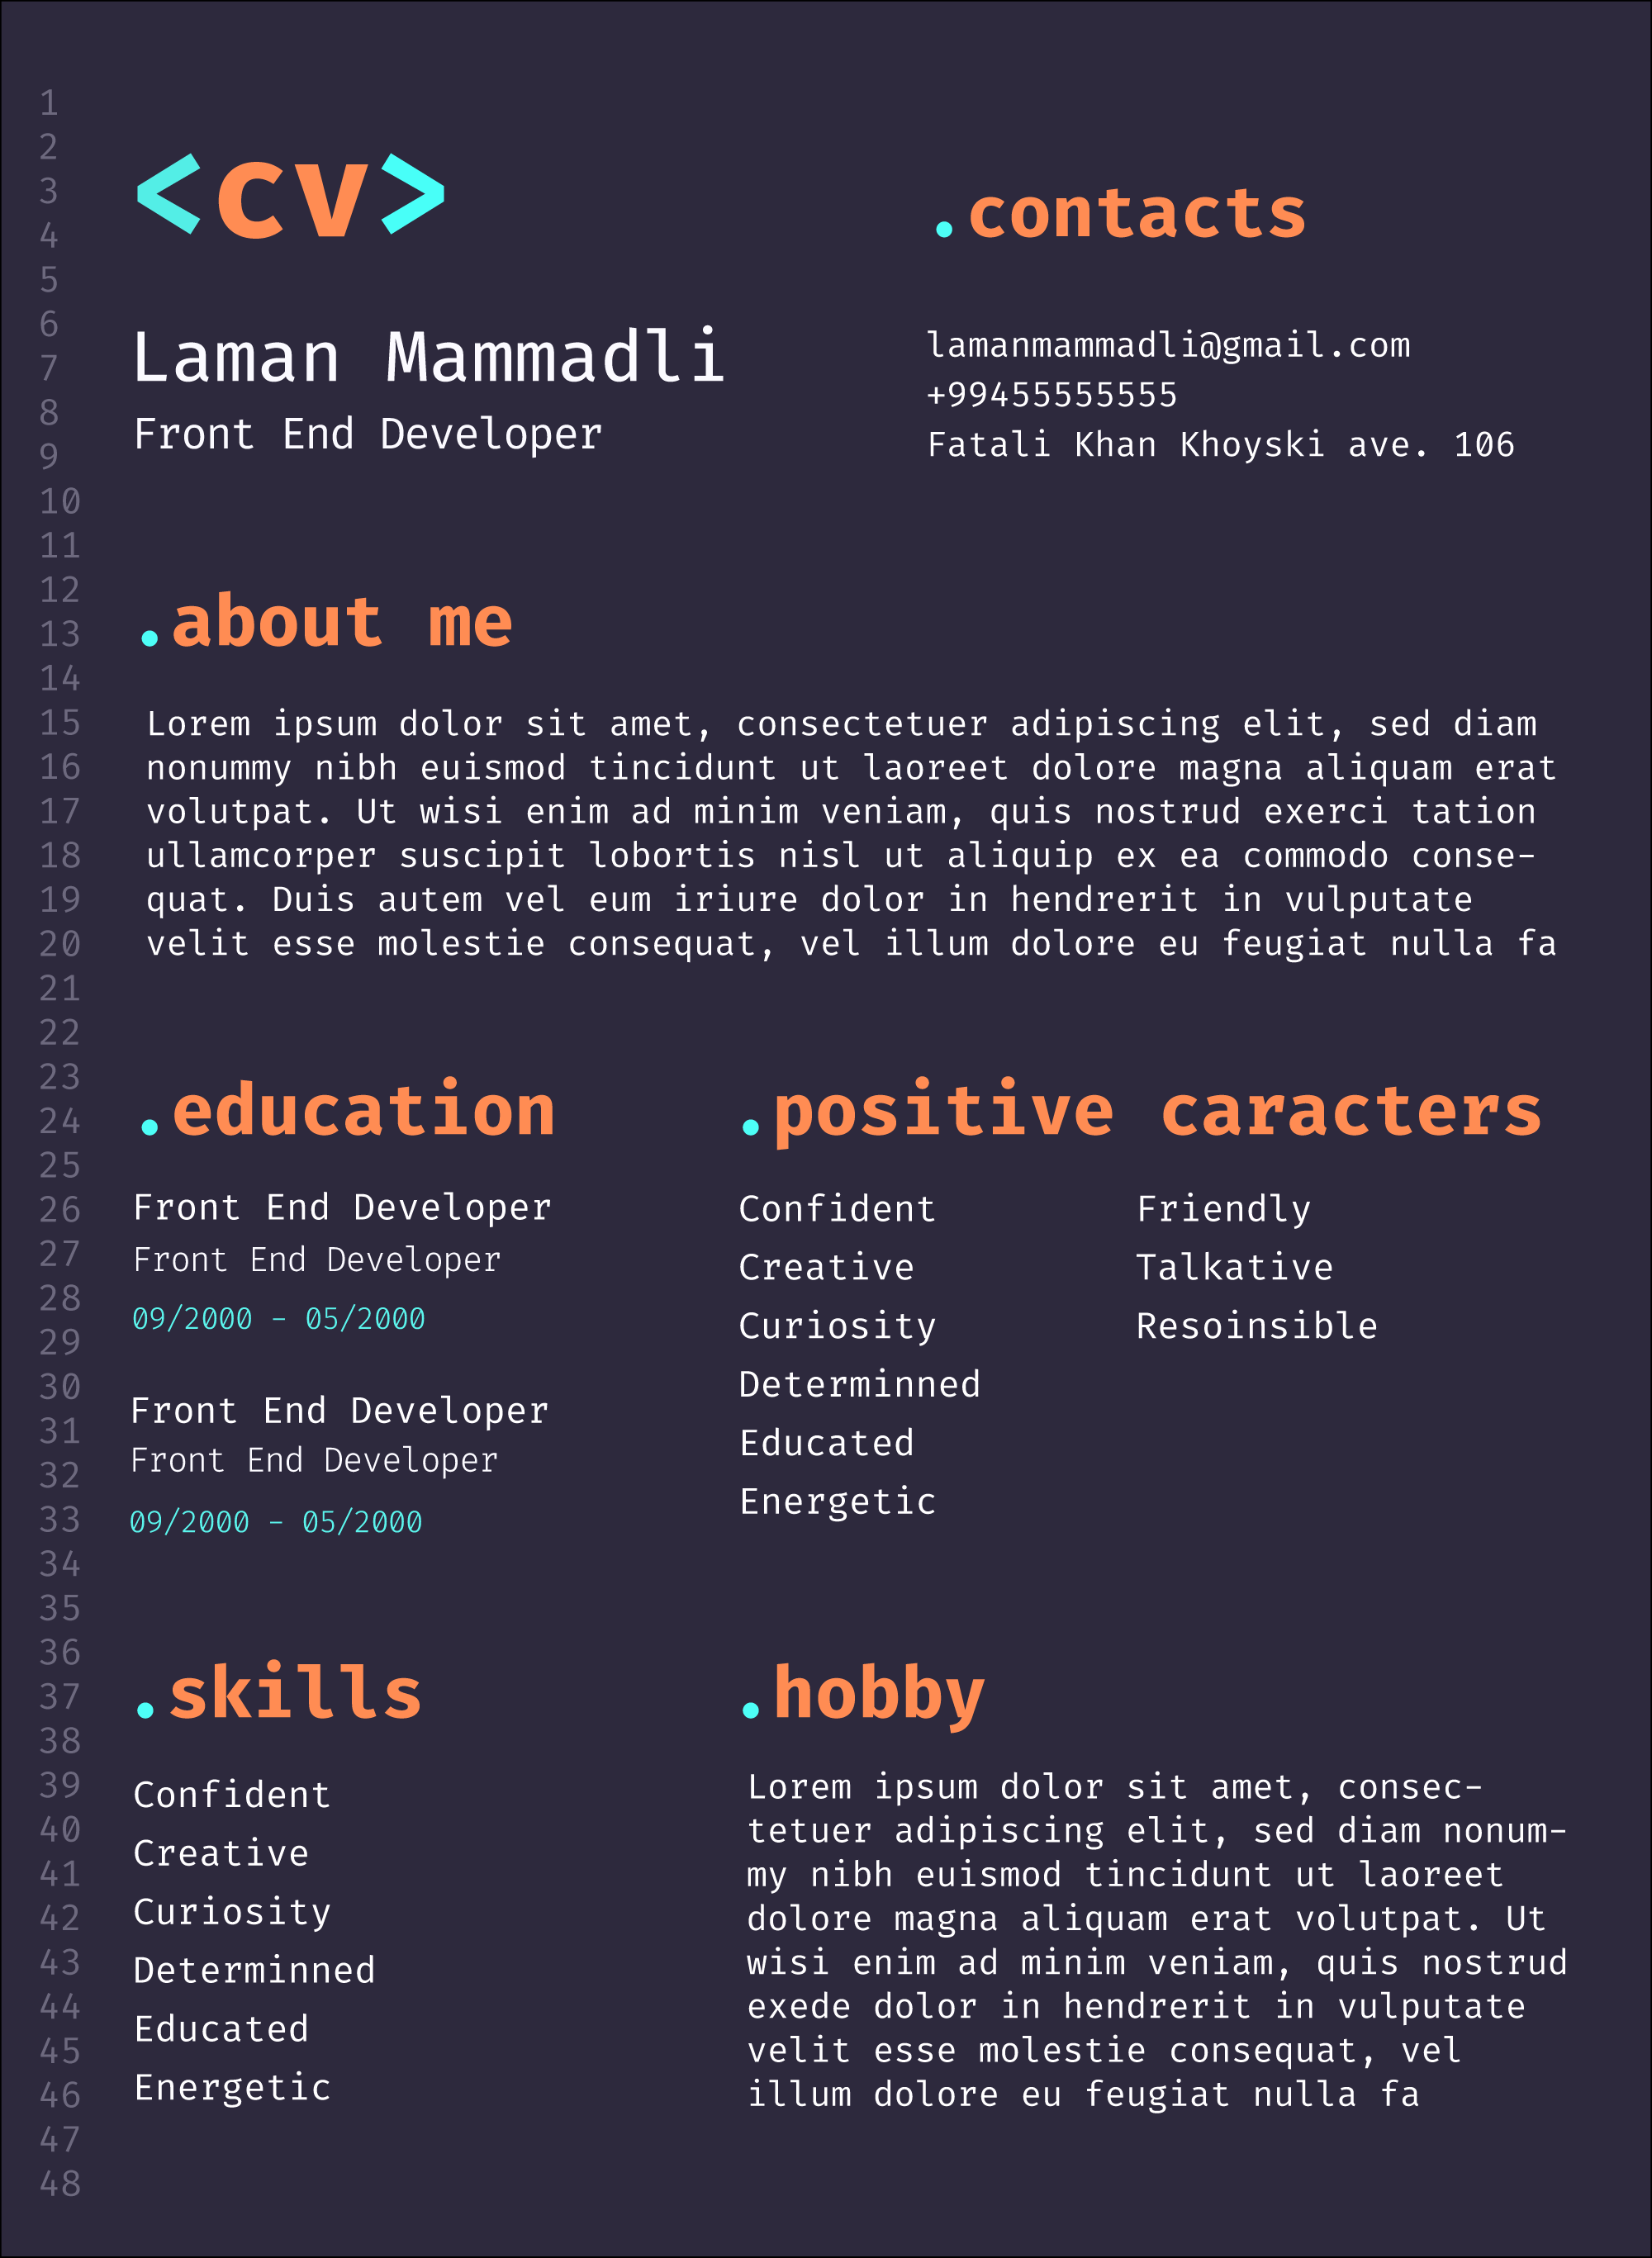 1
2
3
4
5
6
7
8
9
10
11
12
13
14
15
16
17
18
19
20
21
22
23
24
25
26
27
28
29
30
31
32
33
34
35
36
37
38
39
40
41
42
43
44
45
46
47
48
<cv>
Laman Mammadli
Front End Developer
.contacts
lamanmammadli@gmail.com
+99455555555
Fatali Khan Khoyski ave. 106
.about me
Lorem ipsum dolor sit amet, consectetuer adipiscing elit, sed diam
nonummy nibh euismod tincidunt ut laoreet dolore magna aliquam erat
volutpat. Ut wisi enim ad minim veniam, quis nostrud exerci tation
ullamcorper suscipit lobortis nisl ut aliquip ex ea commodo conse-
quat. Duis autem vel eum iriure dolor in hendrerit in vulputate
velit esse molestie consequat, vel illum dolore eu feugiat nulla fa
.education
Front End Developer
Front End Developer
09/2000 - 05/2000
Front End Developer
Front End Developer
09/2000 - 05/2000
.positive caracters
Confident
Creative
Curiosity
Determinned
Educated
Energetic
Friendly
Talkative
Resoinsible
.skills
Confident
Creative
Curiosity
Determinned
Educated
Energetic
.hobby
Lorem ipsum dolor sit amet, consec-
tetuer adipiscing elit, sed diam nonum-
my nibh euismod tincidunt ut laoreet
dolore magna aliquam erat volutpat. Ut
wisi enim ad minim veniam, quis nostrud
exede dolor in hendrerit in vulputate
velit esse molestie consequat, vel
illum dolore eu feugiat nulla fa